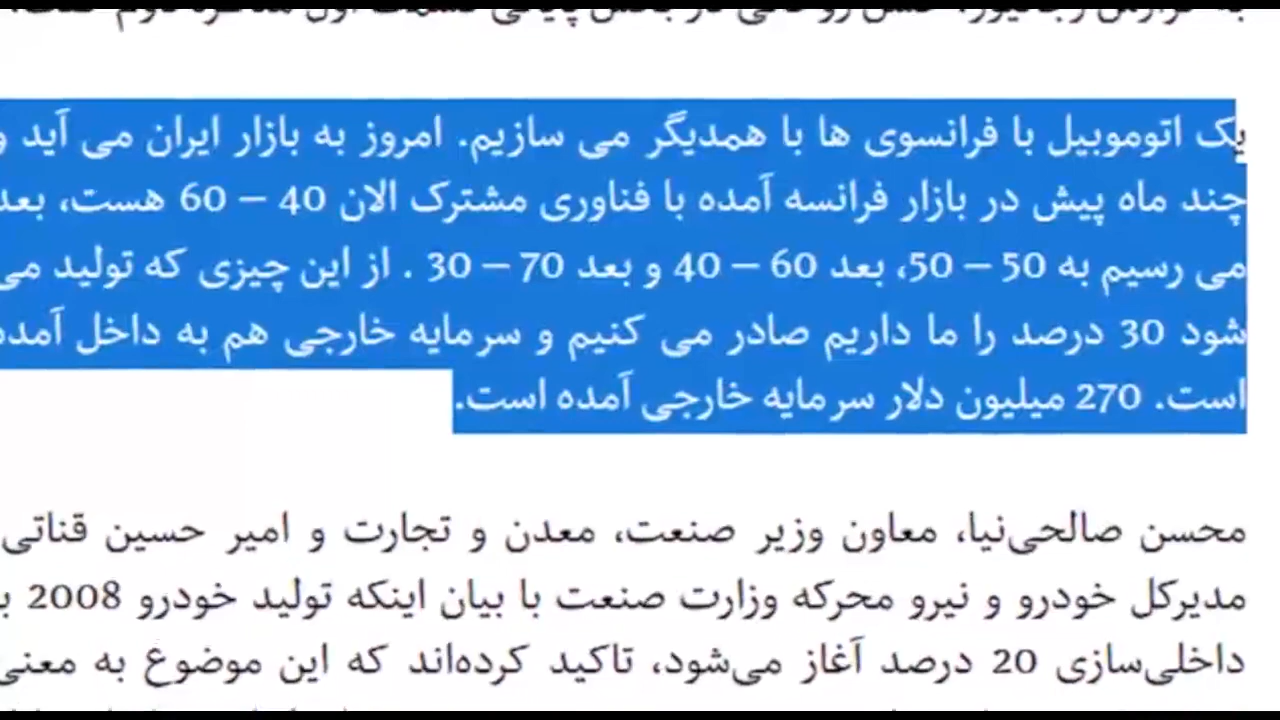 یک اتوموبیل با فرانسوی ها با همدیگر می سازیم. امروز به بازار ایران می آید و
چند ماه پیش در بازار فرانسه آمده با فناوری مشترک الان 40 – 60 هست، بعد
می رسیم به 50 – 50، بعد 60 – 40 و بعد 70 – 30 . از این چیزی که تولید می
شود 30 درصد را ما داریم صادر می کنیم و سرمایه خارجی هم به داخل آمده
است. 270 میلیون دلار سرمایه خارجی آمده است.
محسن صالحی‌نیا، معاون وزیر صنعت، معدن و تجارت و امیر حسین قناتی
مدیرکل خودرو و نیرو محرکه وزارت صنعت با بیان اینکه تولید خودرو 2008
داخلی‌سازی 20 درصد آغاز می‌شود، تاکید کرده‌اند که این موضوع به معنی